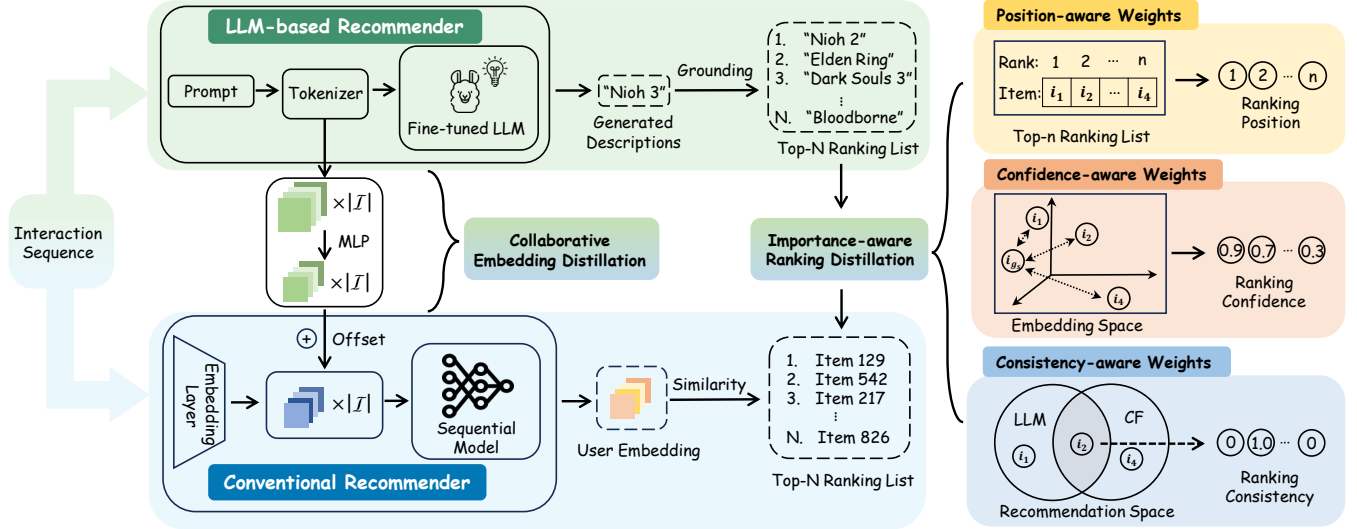 LLM-based Recommender
Prompt
Tokenizer
Fine-tuned LLM
"Nioh 3"
Generated
Descriptions
Grounding
1. "Nioh 2"
2. "Elden Ring"
3. "Dark Souls 3"
⋮
N. "Bloodborne"
Top-N Ranking List
Interaction
Sequence
×|ℐ|
MLP
×|ℐ|
Collaborative
Embedding Distillation
Importance-aware
Ranking Distillation
+ Offset
Embedding
Layer
×|ℐ|
Sequential
Model
User Embedding
Similarity
1. Item 129
2. Item 542
3. Item 217
⋮
N. Item 826
Top-N Ranking List
Conventional Recommender
Position-aware Weights
Rank: 1 2 ··· n
Item: i₁ i₂ ··· i₄
Top-n Ranking List
1 2 ··· n
Ranking
Position
Confidence-aware Weights
i₁
i₂
i_{g_s}
i₄
Embedding Space
0.9 0.7 ··· 0.3
Ranking
Confidence
Consistency-aware Weights
LLM CF
i₁ i₂ i₄
Recommendation Space
0 1.0 ··· 0
Ranking
Consistency